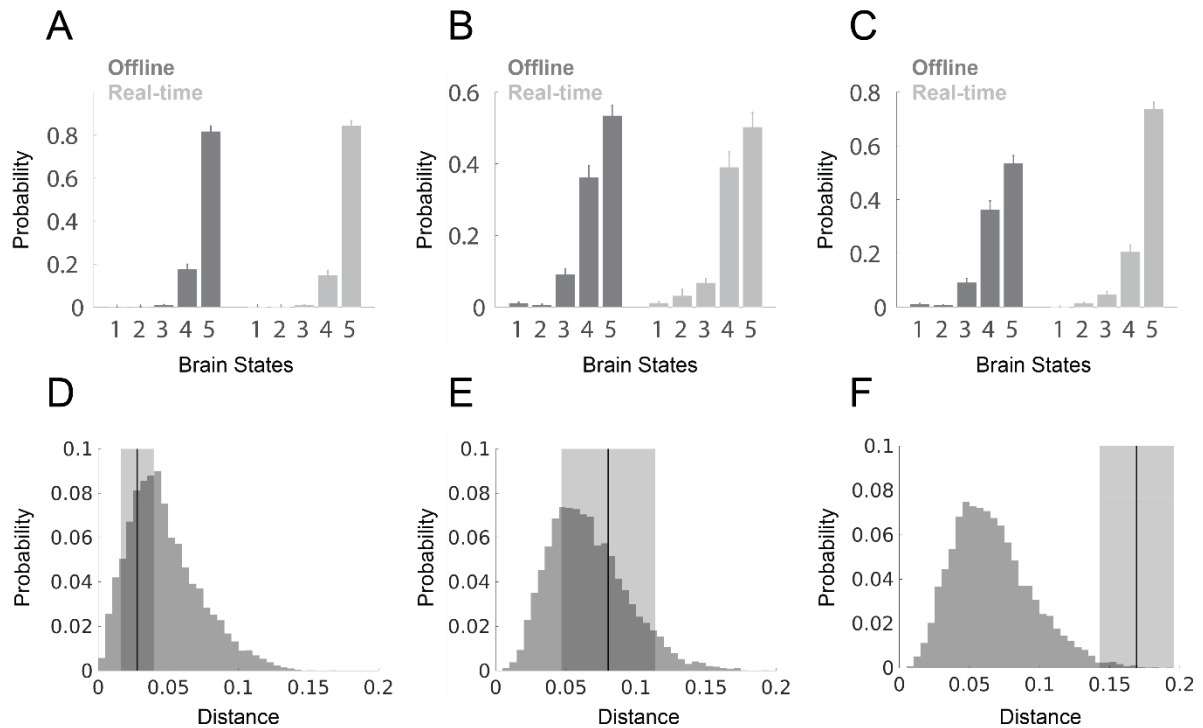 A
Offline
Real-time
0.8
0.6
0.4
0.2
0
Probability
1 2 3 4 5 1 2 3 4 5
Brain States
B
Offline
Real-time
0.6
0.4
0.2
0
Probability
1 2 3 4 5 1 2 3 4 5
Brain States
C
Offline
Real-time
0.8
0.6
0.4
0.2
0
Probability
1 2 3 4 5 1 2 3 4 5
Brain States
D
0.1
0.08
0.06
0.04
0.02
0
Probability
0 0.05 0.1 0.15 0.2
Distance
E
0.1
0.08
0.06
0.04
0.02
0
Probability
0 0.05 0.1 0.15 0.2
Distance
F
0.1
0.08
0.06
0.04
0.02
0
Probability
0 0.05 0.1 0.15 0.2
Distance